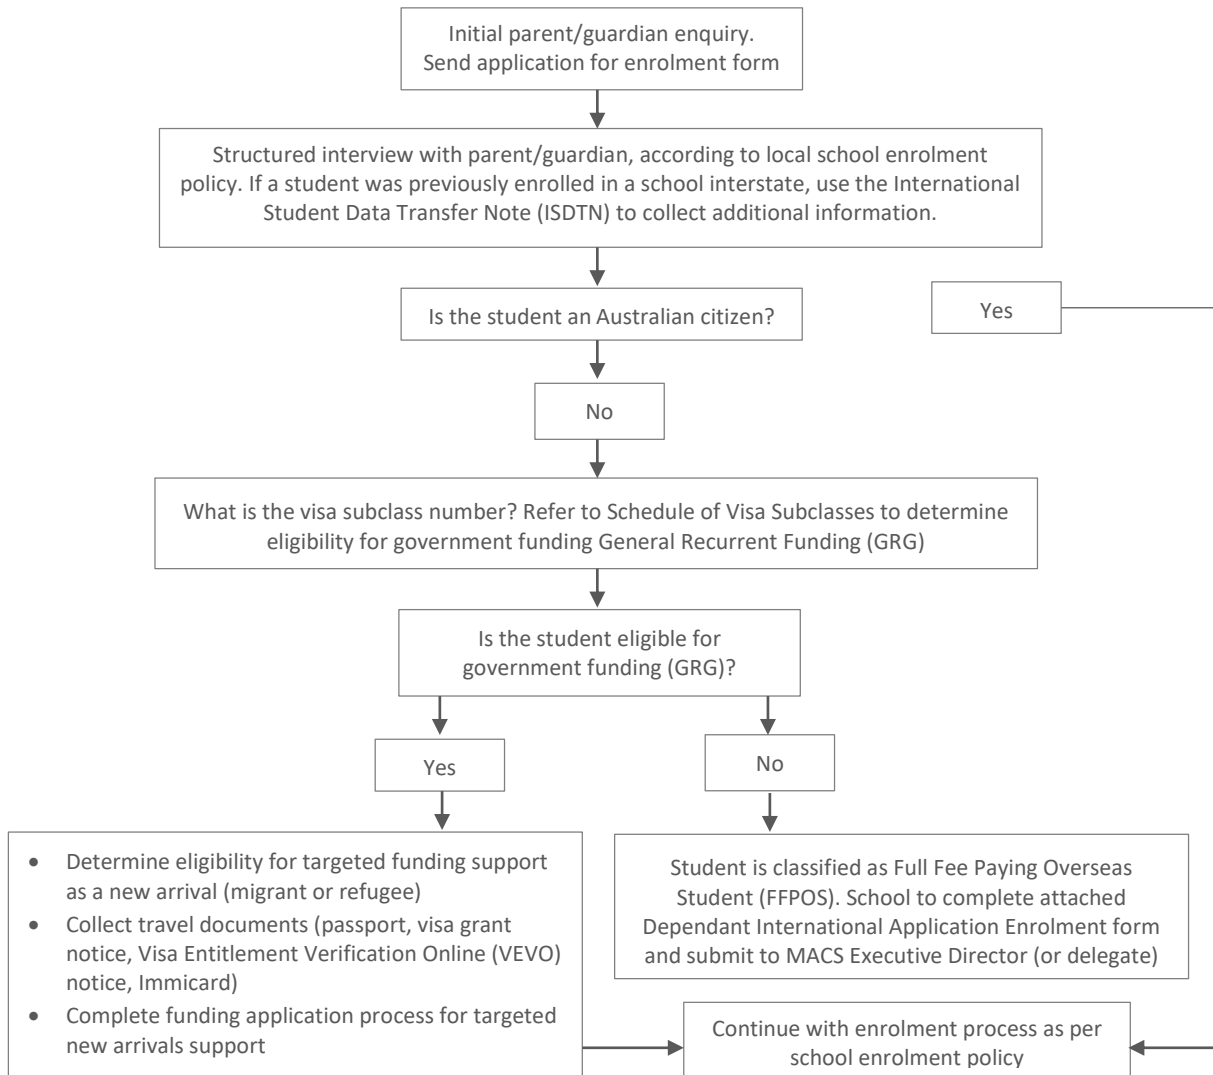 Initial parent/guardian enquiry.
Send application for enrolment form
Structured interview with parent/guardian, according to local school enrolment
policy. If a student was previously enrolled in a school interstate, use the International
Student Data Transfer Note (ISDTN) to collect additional information.
Is the student an Australian citizen?
Yes
No
What is the visa subclass number? Refer to Schedule of Visa Subclasses to determine
eligibility for government funding General Recurrent Funding (GRG)
Is the student eligible for
government funding (GRG)?
Yes
No
• Determine eligibility for targeted funding support
as a new arrival (migrant or refugee)
• Collect travel documents (passport, visa grant
notice, Visa Entitlement Verification Online (VEVO)
notice, Immicard)
• Complete funding application process for targeted
new arrivals support
Student is classified as Full Fee Paying Overseas
Student (FFPOS). School to complete attached
Dependant International Application Enrolment form
and submit to MACS Executive Director (or delegate)
Continue with enrolment process as per
school enrolment policy